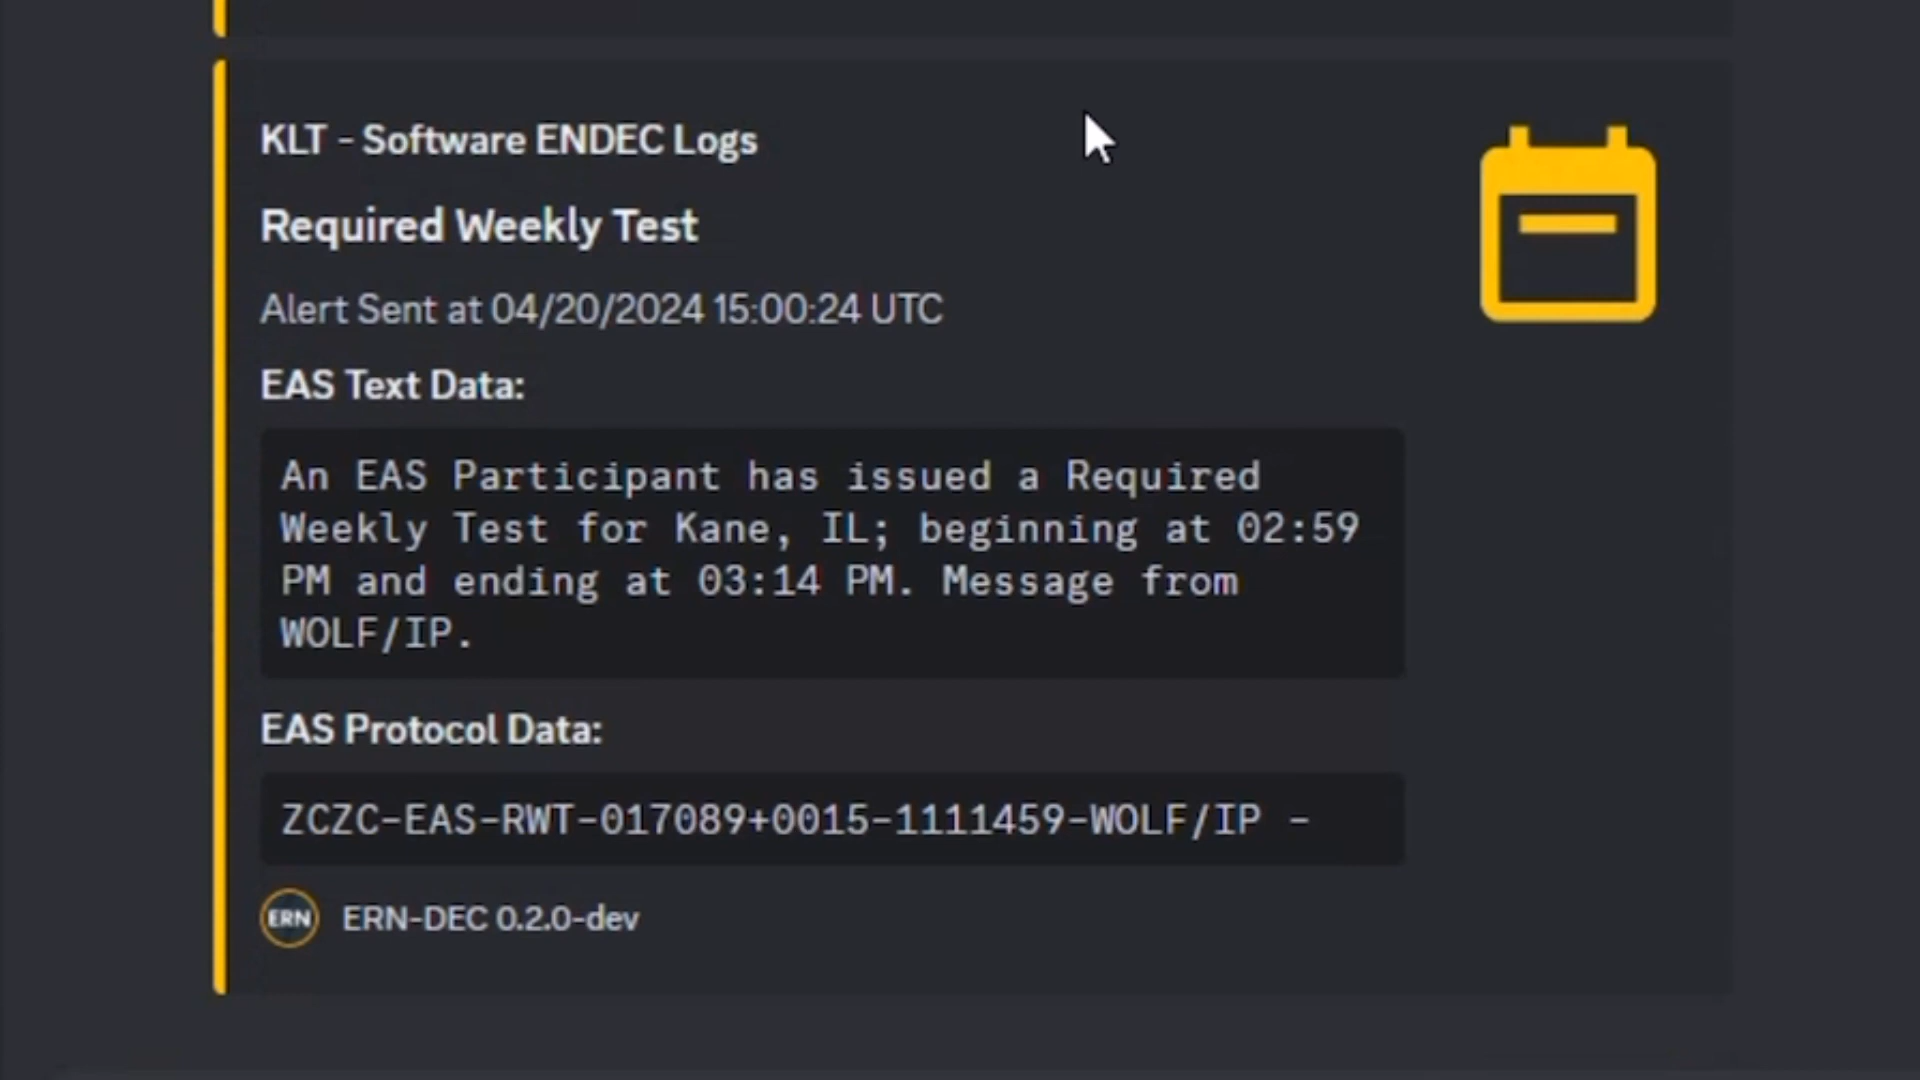 KLT - Software ENDEC Logs
Required Weekly Test
Alert Sent at 04/20/2024 15:00:24 UTC
EAS Text Data:
An EAS Participant has issued a Required
Weekly Test for Kane, IL; beginning at 02:59
PM and ending at 03:14 PM. Message from
WOLF/IP.
EAS Protocol Data:
ZCZC-EAS-RWT-017089+0015-1111459-WOLF/IP -
ERN ERN-DEC 0.2.0-dev